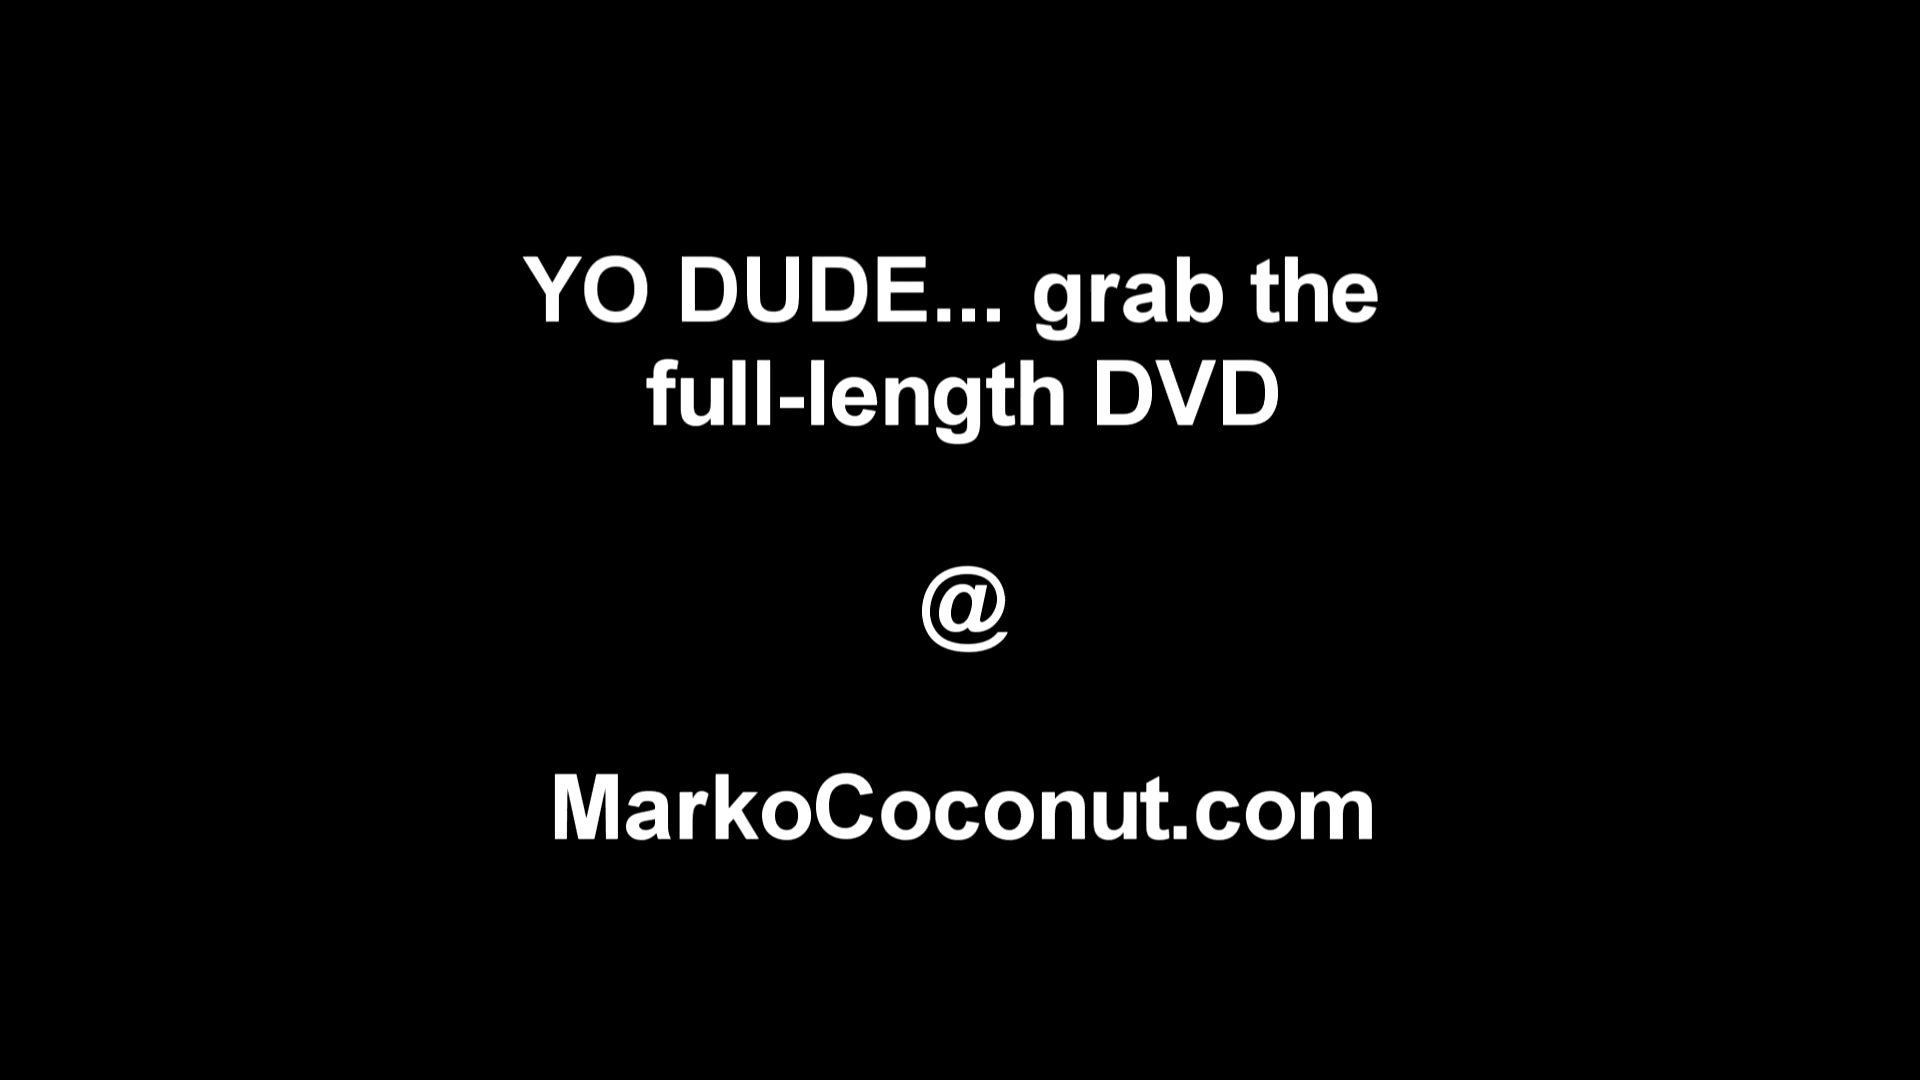 YO DUDE... grab the
full-length DVD
@
MarkoCoconut.com